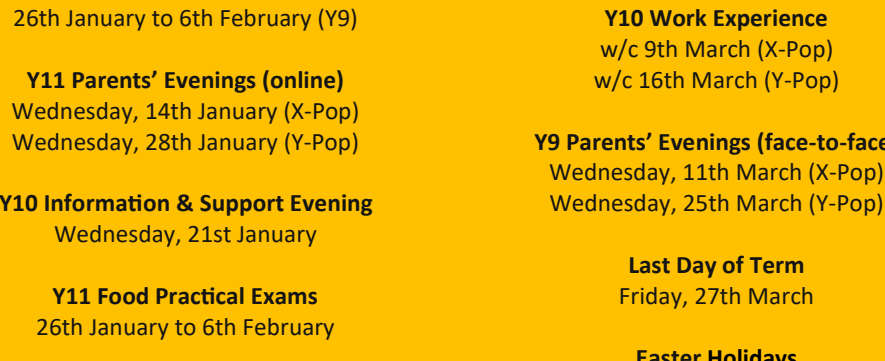 26th January to 6th February (Y9)
Y11 Parents' Evenings (online)
Wednesday, 14th January (X-Pop)
Wednesday, 28th January (Y-Pop)
Y10 Information & Support Evening
Wednesday, 21st January
Y11 Food Practical Exams
26th January to 6th February
Y10 Work Experience
w/c 9th March (X-Pop)
w/c 16th March (Y-Pop)
Y9 Parents' Evenings (face-to-face
Wednesday, 11th March (X-Pop)
Wednesday, 25th March (Y-Pop)
Last Day of Term
Friday, 27th March
Easter Holidays